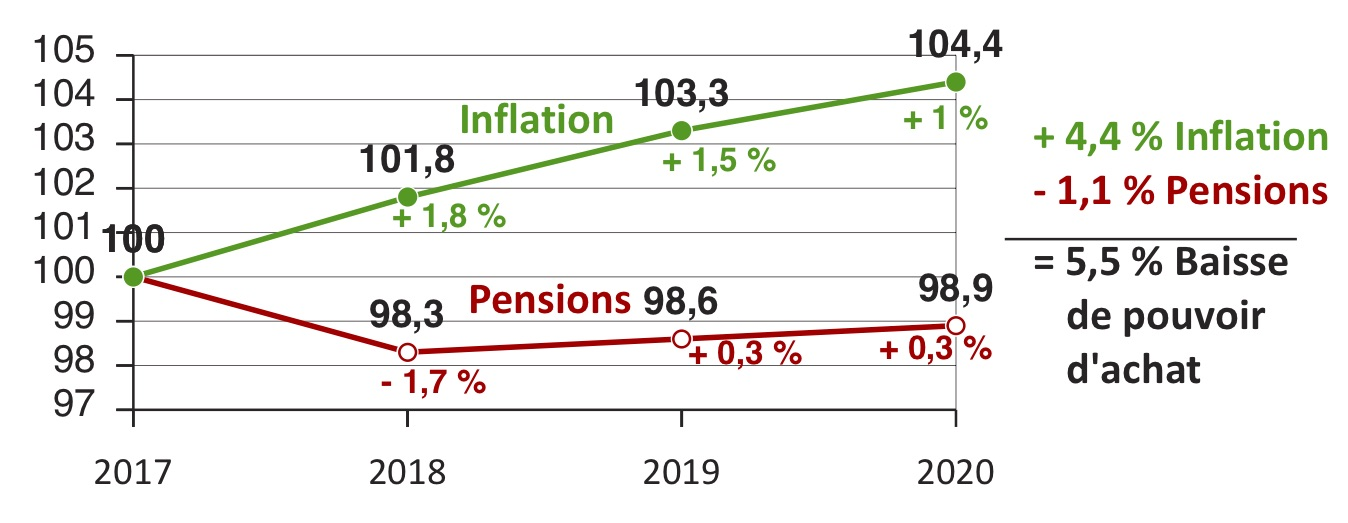 105
104
103
102
101
100
99
98
97
2017
2018
2019
2020
100
101,8
103,3
104,4
Inflation
+ 1,8 %
+ 1,5 %
+ 1 %
Pensions
98,3
98,6
98,9
- 1,7 %
+ 0,3 %
+ 0,3 %
+ 4,4 % Inflation
- 1,1 % Pensions
= 5,5 % Baisse
de pouvoir
d'achat